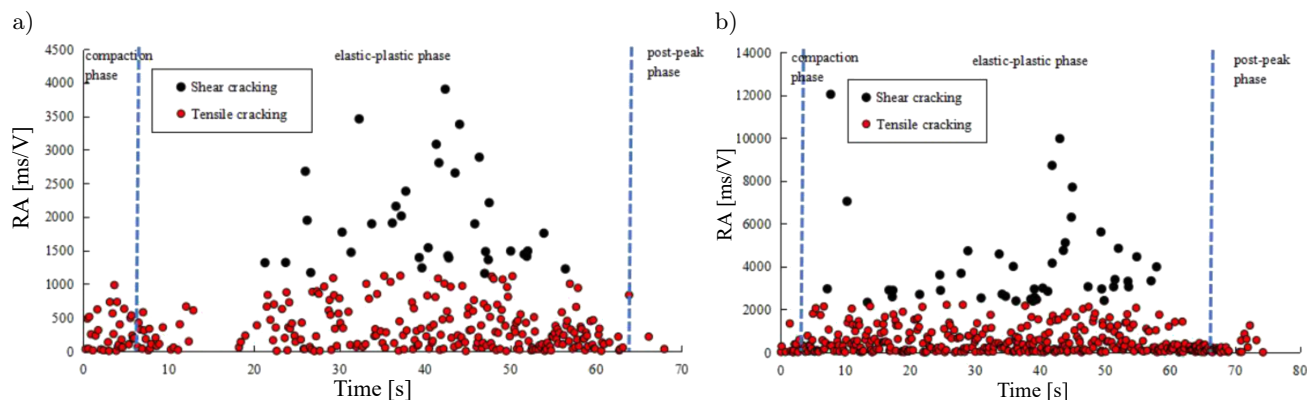 a)
4500
4000
3500
3000
2500
2000
1500
1000
500
0
RA [ms/V]
compaction
phase
elastic-plastic phase
post-peak
phase
Shear cracking
Tensile cracking
0 10 20 30 40 50 60 70
Time [s]
b)
14000
12000
10000
8000
6000
4000
2000
0
RA [ms/V]
compaction
phase
elastic-plastic phase
post-peak
phase
Shear cracking
Tensile cracking
0 10 20 30 40 50 60 70 80
Time [s]